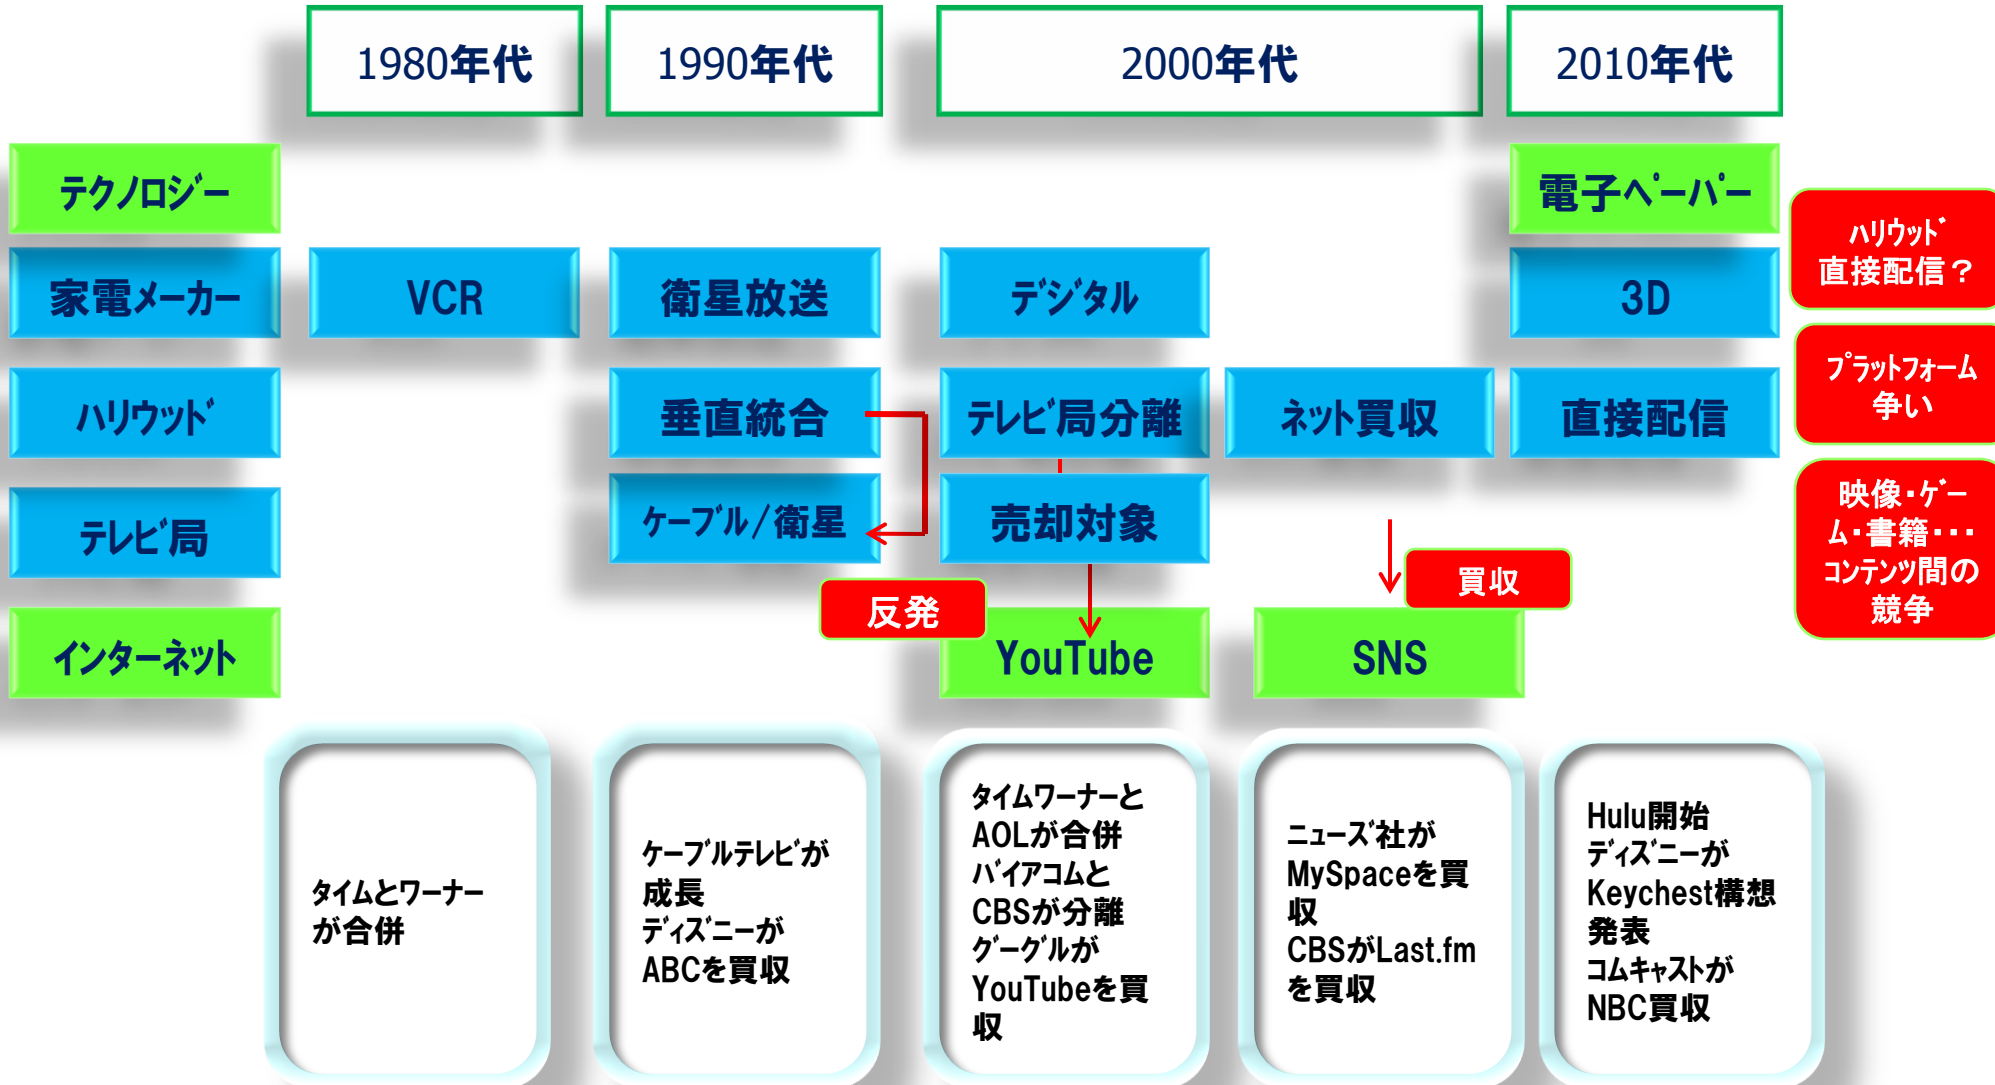 1980年代
1990年代
2000年代
2010年代
テクノロジー
電子ペーパー
家電メーカー
VCR
衛星放送
デジタル
3D
ハリウッド
垂直統合
テレビ局分離
ネット買収
直接配信
テレビ局
ケーブル/衛星
売却対象
反発
買収
インターネット
YouTube
SNS
ハリウッド
直接配信？
プラットフォーム
争い
映像・ゲー
ム・書籍・・・
コンテンツ間の
競争
タイムとワーナー
が合併
ケーブルテレビが
成長
ディズニーが
ABCを買収
タイムワーナーと
AOLが合併
バイアコムと
CBSが分離
グーグルが
YouTubeを買
収
ニューズ社が
MySpaceを買
収
CBSがLast.fm
を買収
Hulu開始
ディズニーが
Keychest構想
発表
コムキャストが
NBC買収